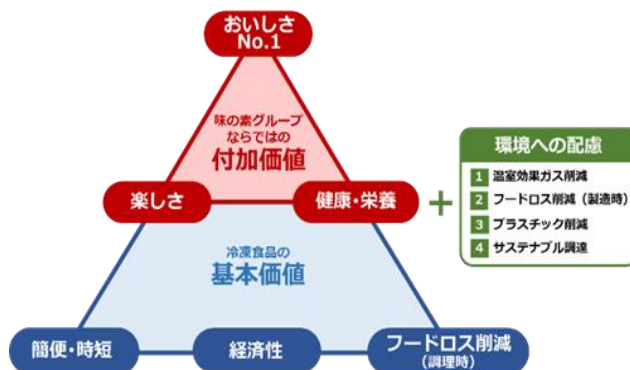 おいしさ
No.1
味の素グループ
ならではの
付加価値
楽しさ
健康・栄養
冷凍食品の
基本価値
簡便・時短
経済性
フードロス削減
（調理時）
+
環境への配慮
1 温室効果ガス削減
2 フードロス削減（製造時）
3 プラスチック削減
4 サステナブル調達